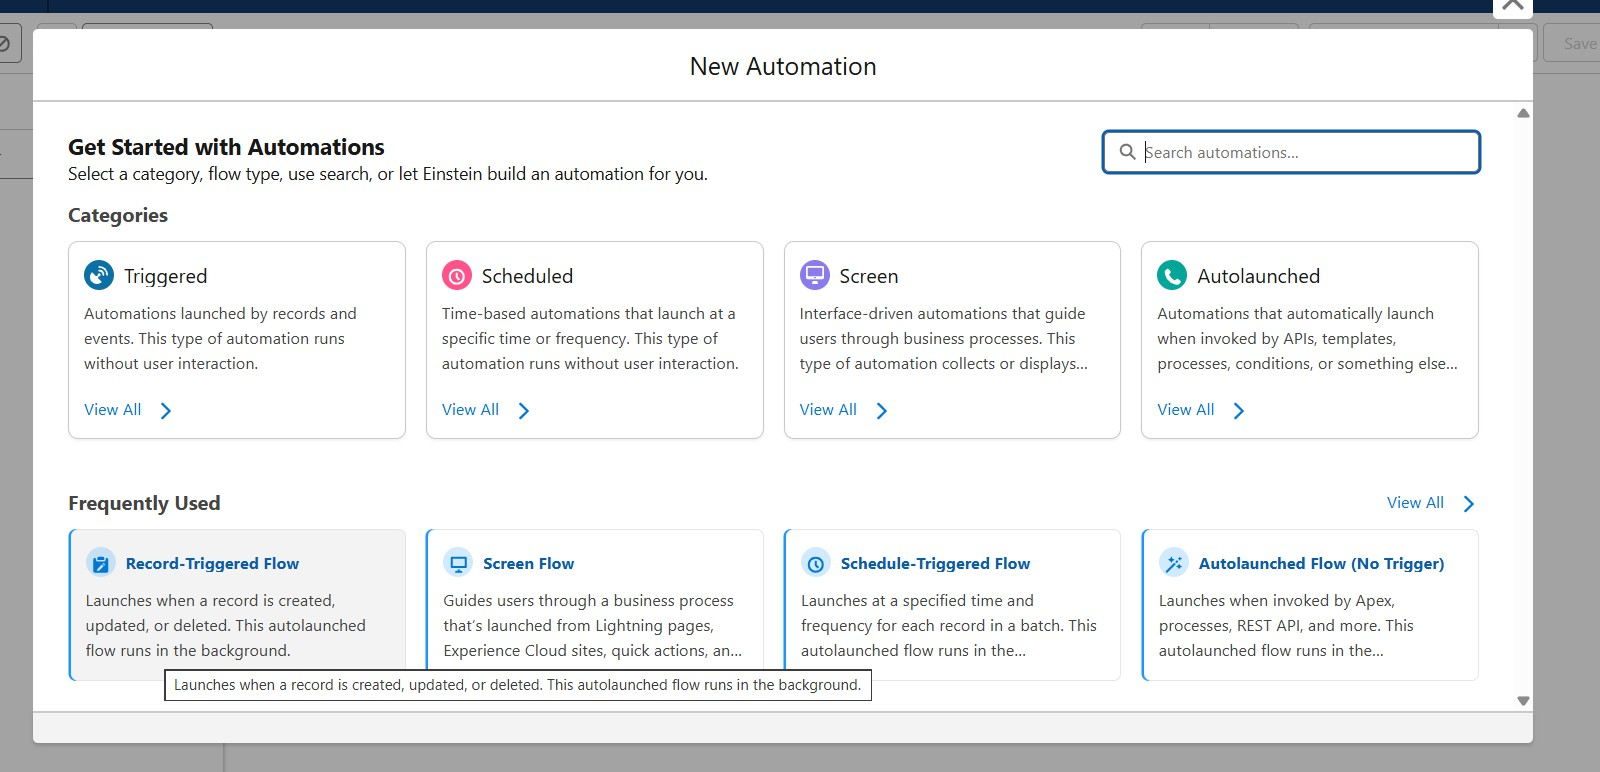 Save
New Automation
Get Started with Automations
Search automations...
Select a category, flow type, use search, or let Einstein build an automation for you.
Categories
Triggered
Automations launched by records and
events. This type of automation runs
without user interaction.
View All
Scheduled
Time-based automations that launch at a
specific time or frequency. This type of
automation runs without user interaction.
View All
Screen
Interface-driven automations that guide
users through business processes. This
type of automation collects or displays...
View All
Autolaunched
Automations that automatically launch
when invoked by APIs, templates,
processes, conditions, or something else...
View All
Frequently Used
View All
Record-Triggered Flow
Launches when a record is created,
updated, or deleted. This autolaunched
flow runs in the background.
Screen Flow
Guides users through a business process
that's launched from Lightning pages,
Experience Cloud sites, quick actions, an...
Schedule-Triggered Flow
Launches at a specified time and
frequency for each record in a batch. This
autolaunched flow runs in the...
Autolaunched Flow (No Trigger)
Launches when invoked by Apex,
processes, REST API, and more. This
autolaunched flow runs in the...
Launches when a record is created, updated, or deleted. This autolaunched flow runs in the background.